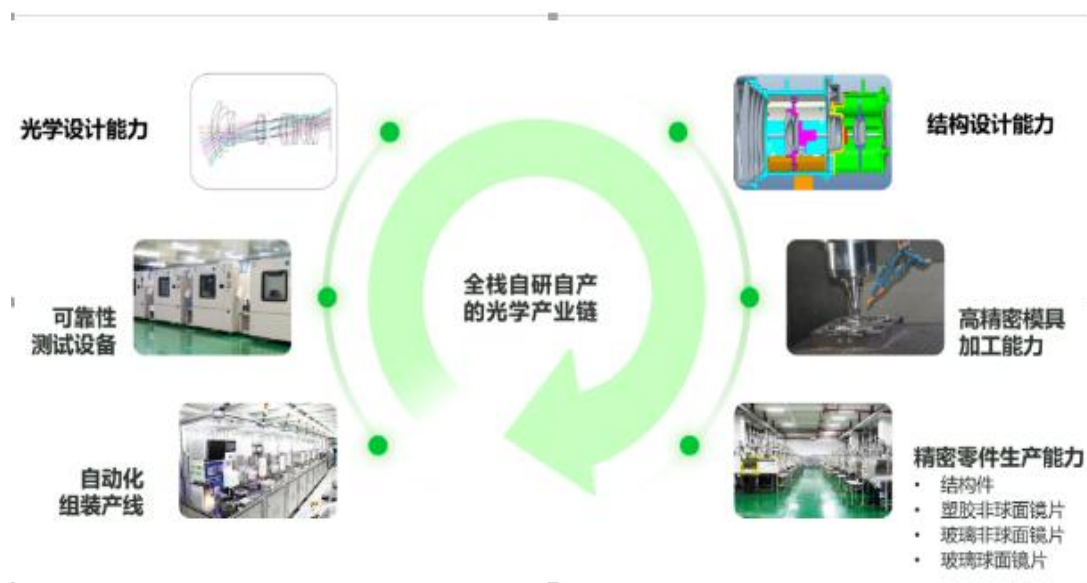 光学设计能力
结构设计能力
全栈自研自产
的光学产业链
可靠性
测试设备
高精密模具
加工能力
自动化
组装产线
精密零件生产能力
• 结构件
• 塑胶非球面镜片
• 玻璃非球面镜片
• 玻璃球面镜片